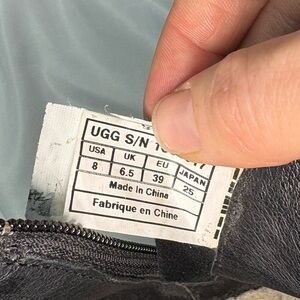 UGG S/N
USA UK EU JAPAN
8 6.5 39 25
Made in China
Fabrique en Chine